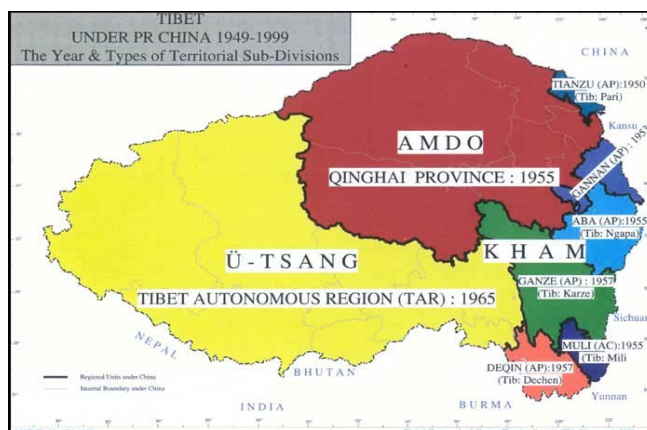 TIBET
UNDER PR CHINA 1949-1999
The Year & Types of Territorial Sub-Divisions
CHINA
TIANZU (AP):1950
(Tib: Pari)
Kansu
AMDO
GANNAN (AP): 1953
QINGHAI PROVINCE : 1955
ABA (AP):1955
(Tib: Ngapa)
KHAM
Ü-TSANG
GANZE (AP) : 1957
(Tib: Karze)
TIBET AUTONOMOUS REGION (TAR) : 1965
Sichuan
NEPAL
MULI (AC):1955
(Tib: Mili
BHUTAN
DEQIN (AP):1957
(Tib: Dechen)
Regional Units under China
Internal Boundary under China
Yunnan
INDIA
BURMA